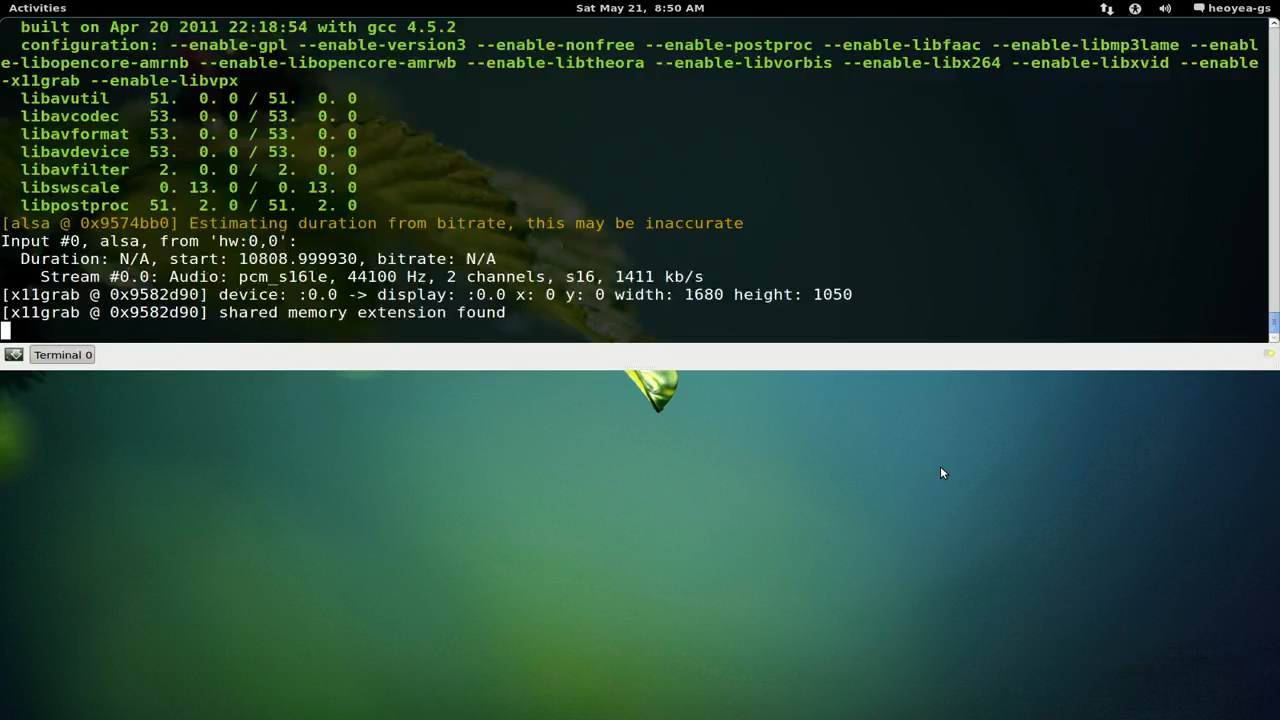 Activities
Sat May 21, 8:50 AM
heoyea-gs
built on Apr 20 2011 22:18:54 with gcc 4.5.2
configuration: --enable-gpl --enable-version3 --enable-nonfree --enable-postproc --enable-libfaac --enable-libmp3lame --enabl
e-libopencore-amrnb --enable-libopencore-amrwb --enable-libtheora --enable-libvorbis --enable-libx264 --enable-libxvid --enable
-x11grab --enable-libvpx
libavutil    51.  0. 0 / 51.  0. 0
libavcodec   53.  0. 0 / 53.  0. 0
libavformat  53.  0. 0 / 53.  0. 0
libavdevice  53.  0. 0 / 53.  0. 0
libavfilter   2.  0. 0 /  2.  0. 0
libswscale    0. 13. 0 /  0. 13. 0
libpostproc  51.  2. 0 / 51.  2. 0
[alsa @ 0x9574bb0] Estimating duration from bitrate, this may be inaccurate
Input #0, alsa, from 'hw:0,0':
Duration: N/A, start: 10808.999930, bitrate: N/A
Stream #0.0: Audio: pcm_s16le, 44100 Hz, 2 channels, s16, 1411 kb/s
[x11grab @ 0x9582d90] device: :0.0 -> display: :0.0 x: 0 y: 0 width: 1680 height: 1050
[x11grab @ 0x9582d90] shared memory extension found
Terminal 0